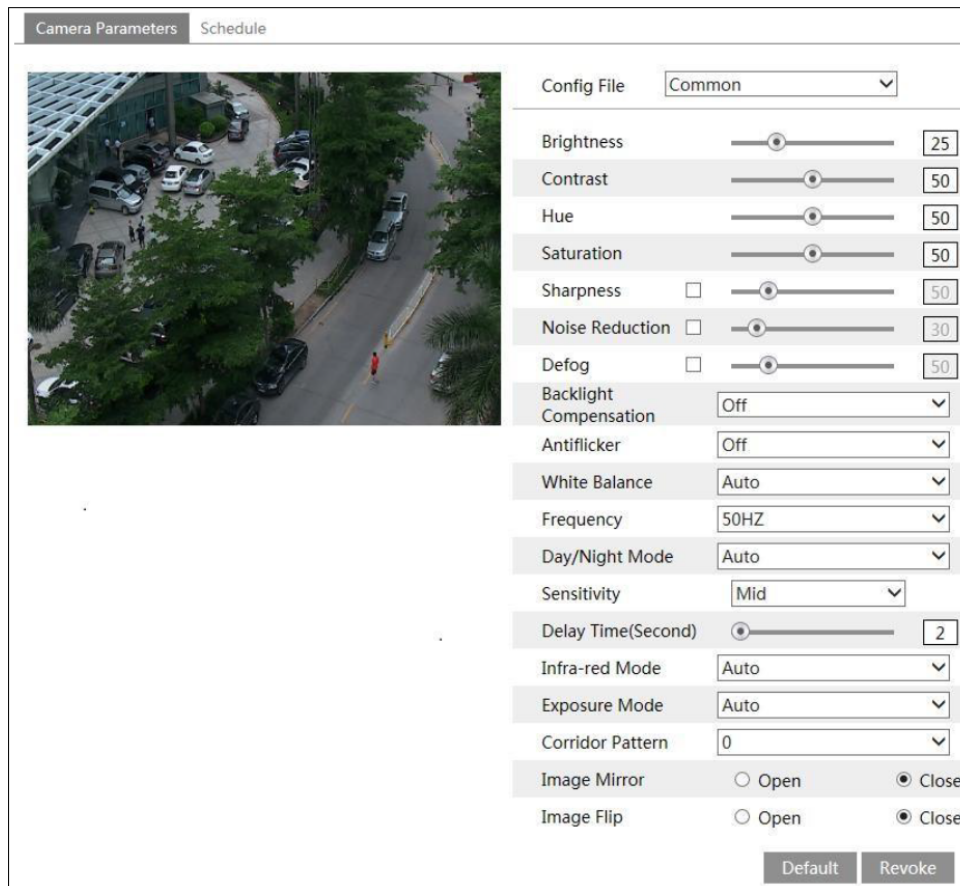 Camera Parameters Schedule
Config File Common
Brightness 25
Contrast 50
Hue 50
Saturation 50
Sharpness 50
Noise Reduction 30
Defog 50
Backlight
Compensation Off
Antiflicker Off
White Balance Auto
Frequency 50HZ
Day/Night Mode Auto
Sensitivity Mid
Delay Time(Second) 2
Infra-red Mode Auto
Exposure Mode Auto
Corridor Pattern 0
Image Mirror Open Close
Image Flip Open Close
Default Revoke